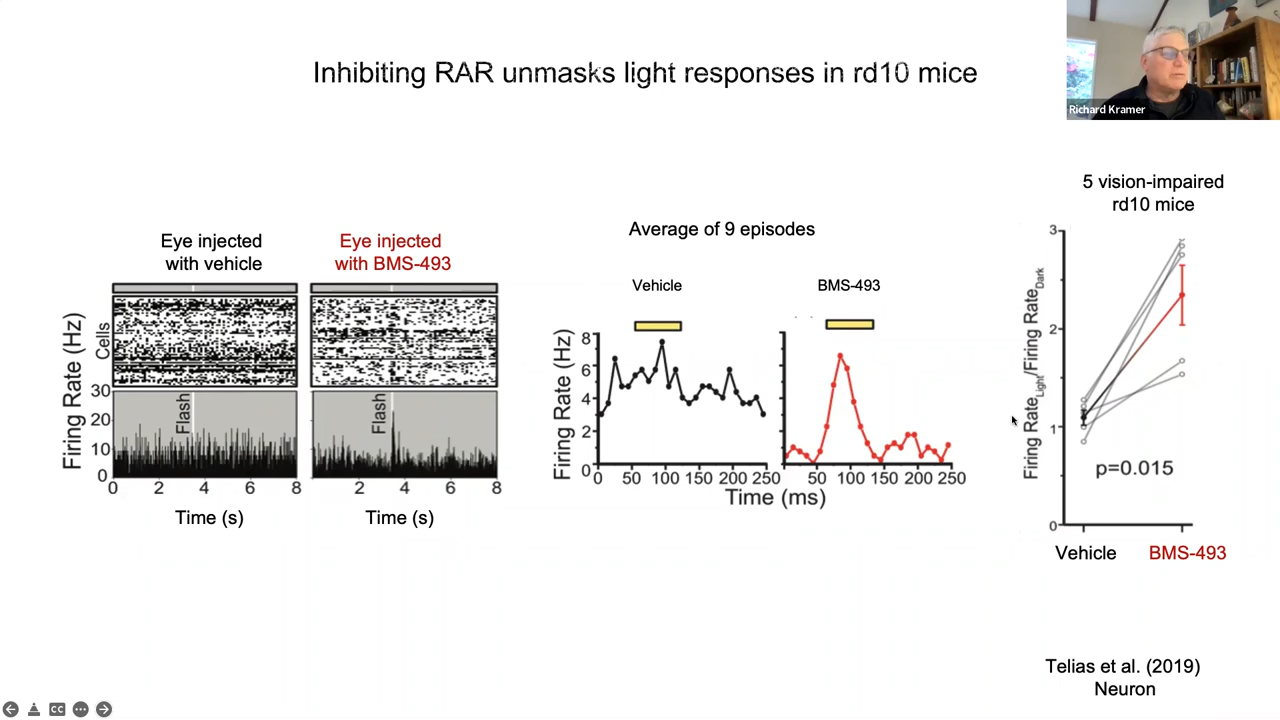 Inhibiting RAR unmasks light responses in rd10 mice
Richard Kramer
Eye injected
with vehicle
Eye injected
with BMS-493
Firing Rate (Hz)
Cells
30
20
10
0
Flash
Flash
0
2
4
6
8
2
4
6
8
Time (s)
Time (s)
Average of 9 episodes
Vehicle
BMS-493
Firing Rate (Hz)
8
6
4
2
0
0
50
100
150
200
250
50
100
150
200
250
Time (ms)
5 vision-impaired
rd10 mice
Firing RateLight/Firing RateDark
3
2
1
0
p=0.015
Vehicle
BMS-493
Telias et al. (2019)
Neuron
CC